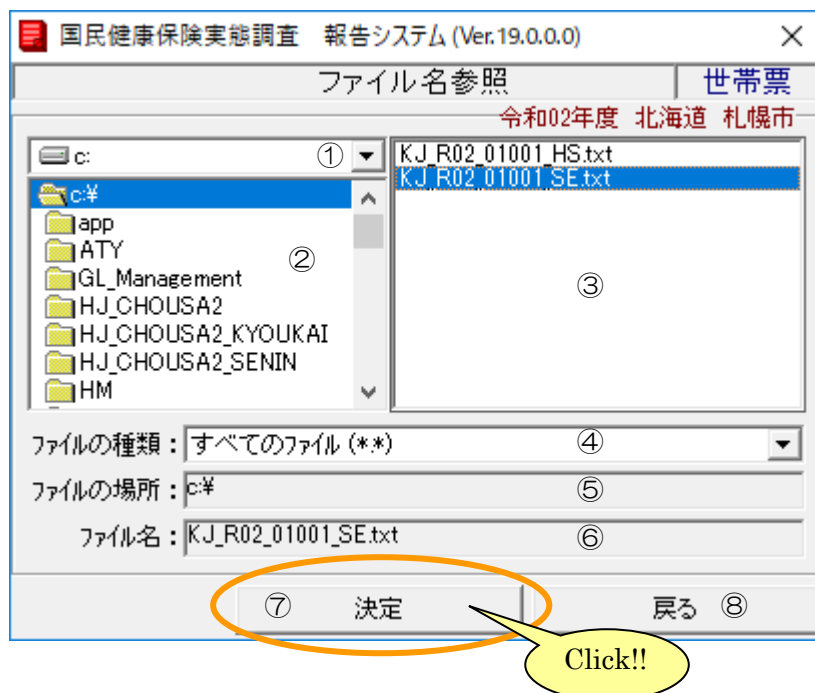 国民健康保険実態調査　報告システム (Ver.19.0.0.0)
ファイル名参照
世帯票
令和02年度 北海道 札幌市
c: ①
c:¥
app
ATY
GL_Management
HJ_CHOUSA2
HJ_CHOUSA2_KYOUKAI
HJ_CHOUSA2_SENIN
HM
②
KJ_R02_01001_HS.txt
KJ_R02_01001_SE.txt
③
ファイルの種類： すべてのファイル (*.*) ④
ファイルの場所： c:¥ ⑤
ファイル名： KJ_R02_01001_SE.txt ⑥
⑦ 決定
戻る ⑧
Click!!